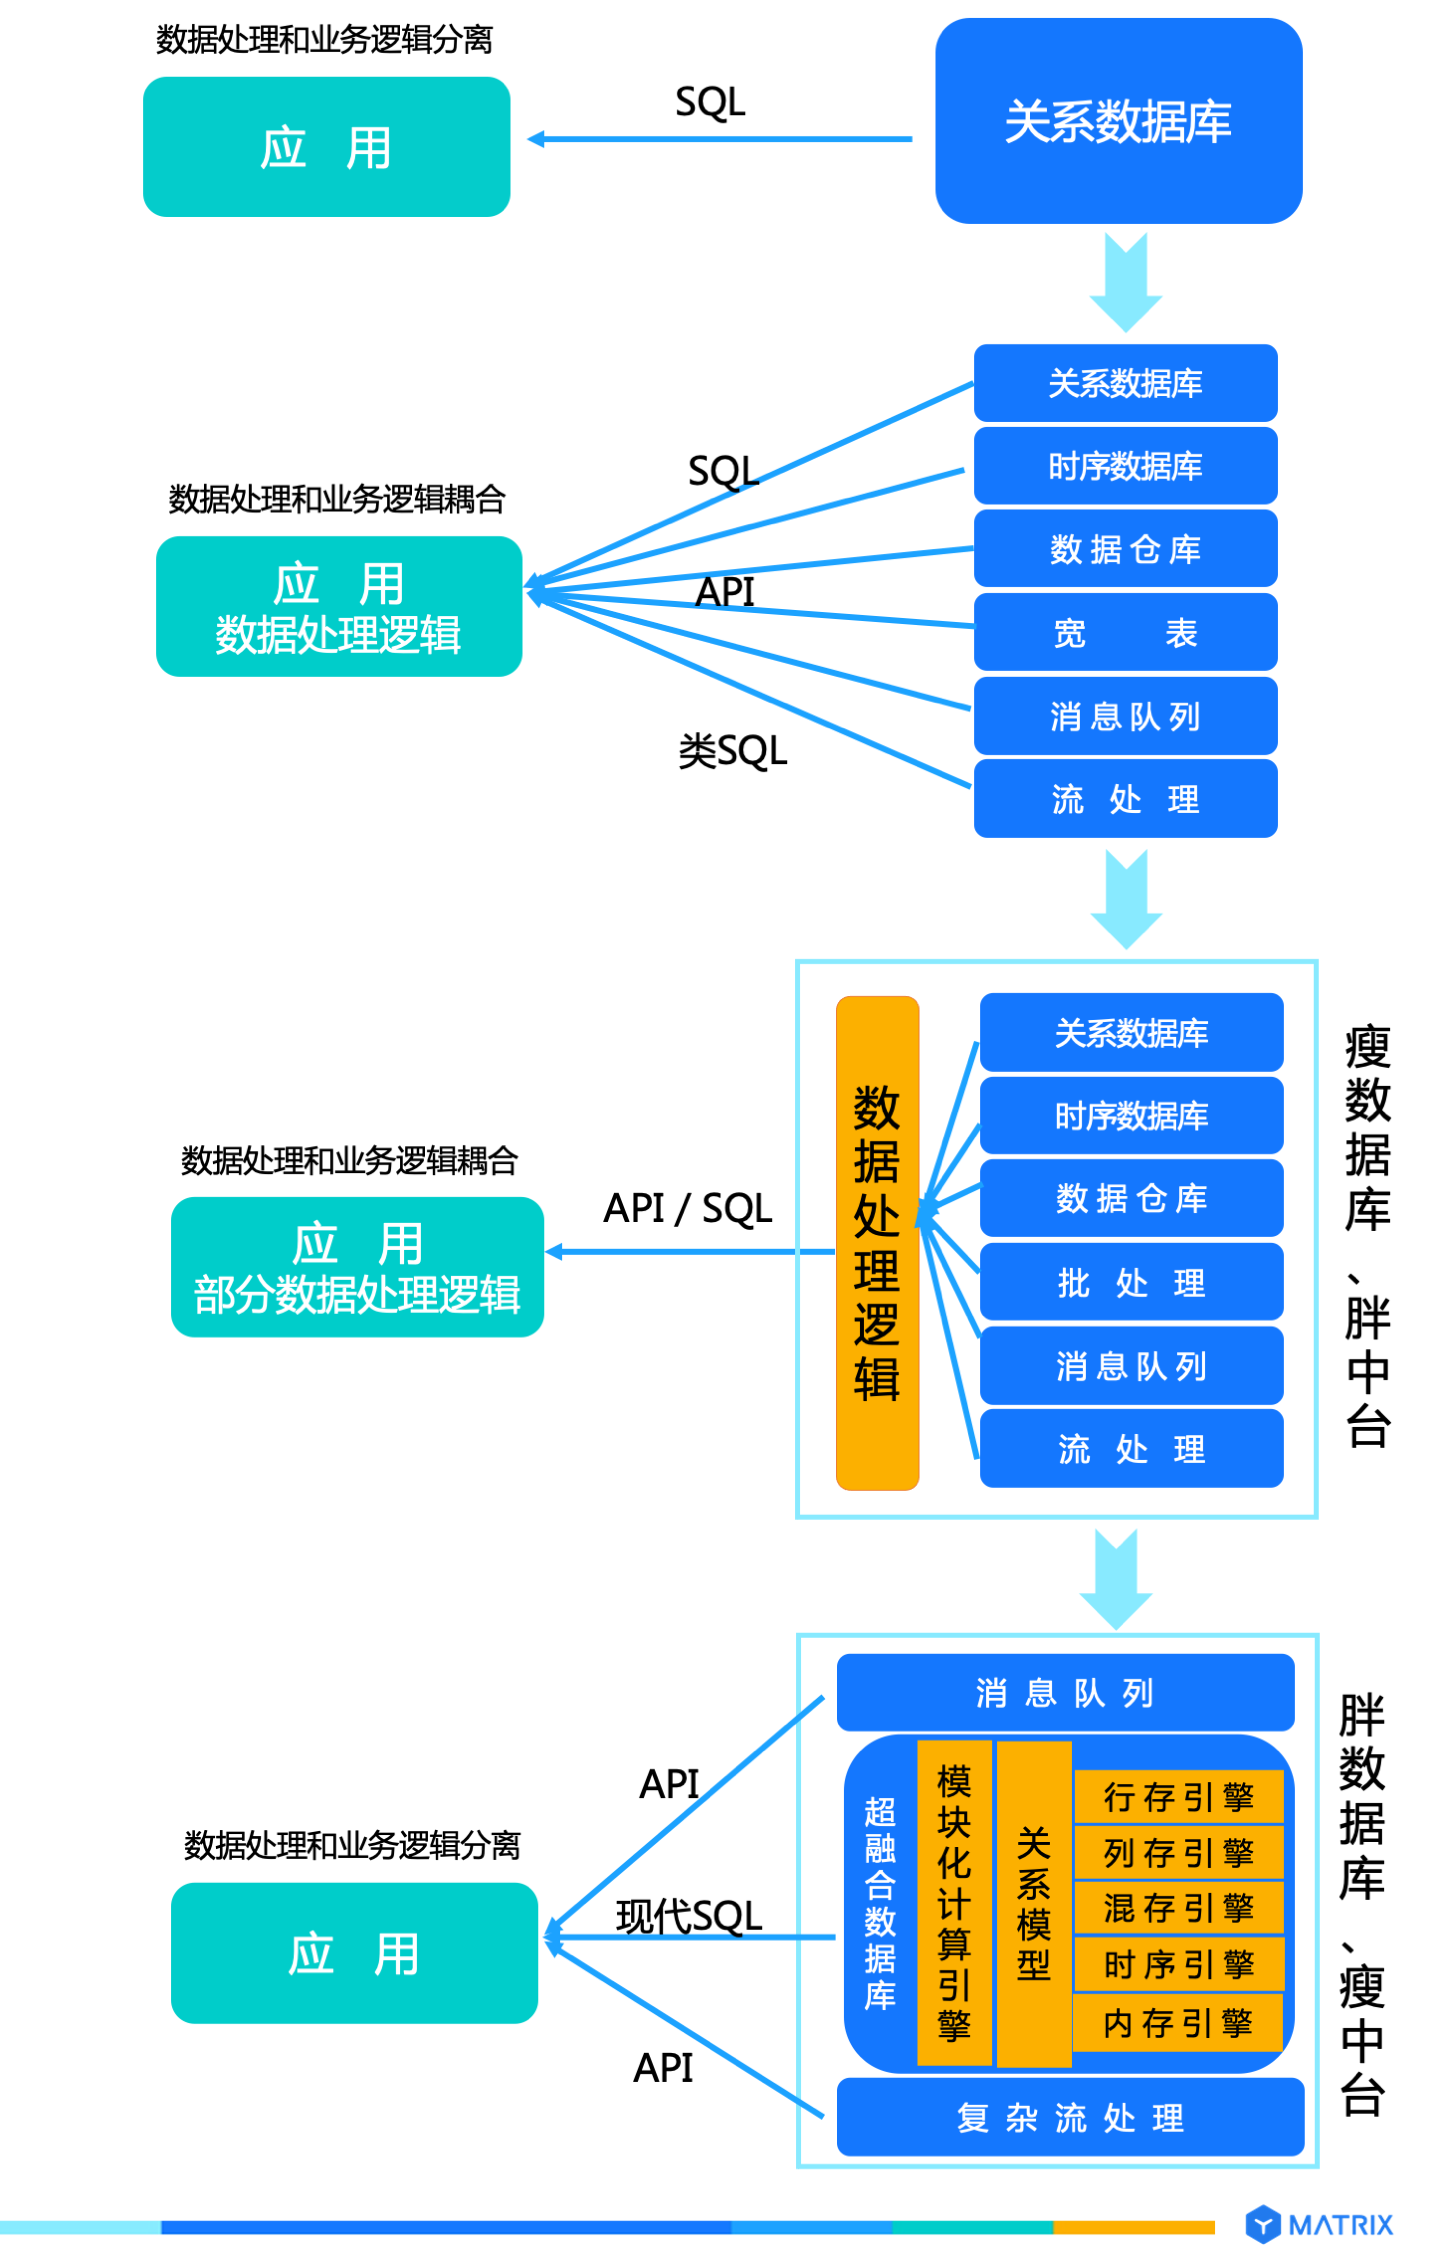 数据处理和业务逻辑分离
应 用
SQL
关系数据库
数据处理和业务逻辑耦合
应 用
数据处理逻辑
SQL
API
类SQL
关系数据库
时序数据库
数据仓库
宽 表
消息队列
流 处 理
数据处理和业务逻辑耦合
应 用
部分数据处理逻辑
API / SQL
数据处理逻辑
关系数据库
时序数据库
数据仓库
批 处 理
消息队列
流 处 理
瘦数据库、胖中台
数据处理和业务逻辑分离
应 用
API
现代SQL
API
消息队列
超融合数据库
模块化计算引擎
关系模型
行存引擎
列存引擎
混存引擎
时序引擎
内存引擎
复杂流处理
胖数据库、瘦中台
MATRIX